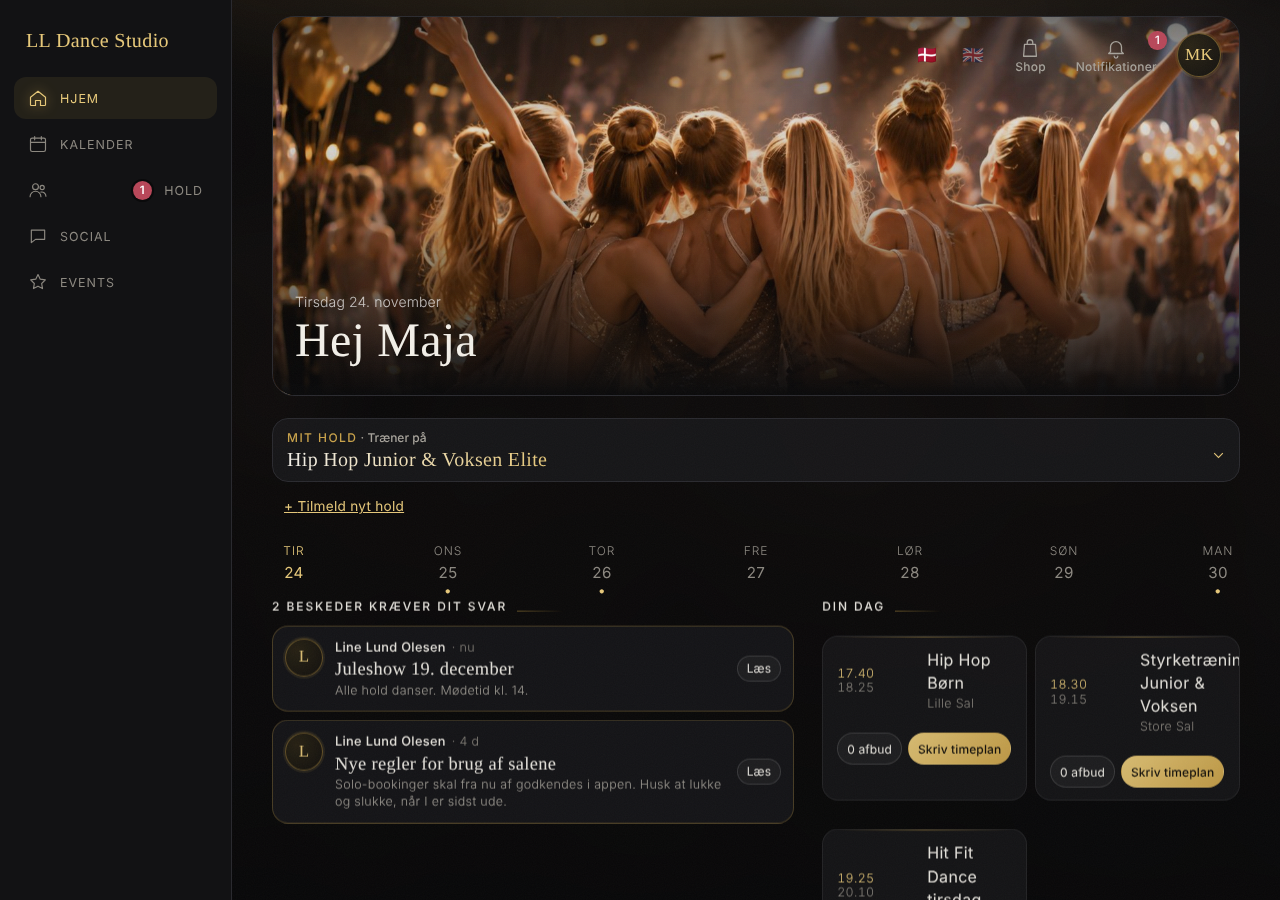 LL Dance Studio
HJEM
KALENDER
1 HOLD
SOCIAL
EVENTS
Shop
Notifikationer
1
MK
Tirsdag 24. november
Hej Maja
MIT HOLD · Træner på
Hip Hop Junior & Voksen Elite
+ Tilmeld nyt hold
TIR ONS TOR FRE LØR SØN MAN
24 25 26 27 28 29 30
2 BESKEDER KRÆVER DIT SVAR
L
Line Lund Olesen · nu
Juleshow 19. december
Alle hold danser. Mødetid kl. 14.
Læs
L
Line Lund Olesen · 4 d
Nye regler for brug af salene
Solo-bookinger skal fra nu af godkendes i appen. Husk at lukke
og slukke, når I er sidst ude.
Læs
DIN DAG
17.40
18.25
Hip Hop
Børn
Lille Sal
0 afbud
Skriv timeplan
18.30
19.15
Styrketrænin
Junior &
Voksen
Store Sal
0 afbud
Skriv timeplan
19.25
20.10
Hit Fit
Dance
tirsdag